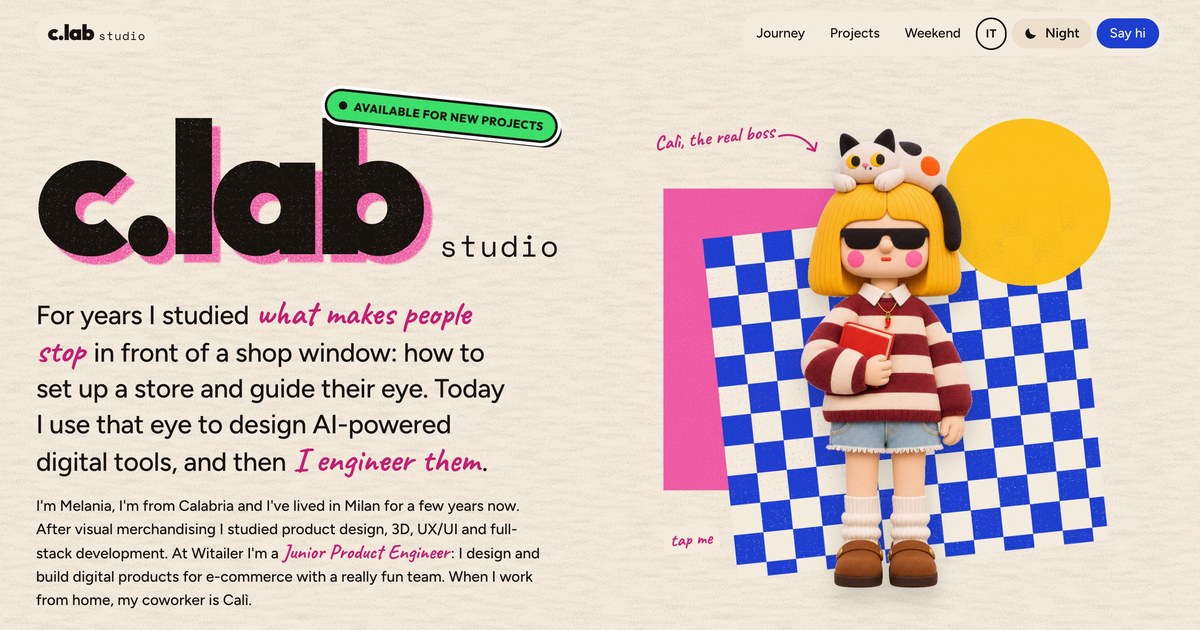 c.lab studio
Journey
Projects
Weekend
IT
Night
Say hi
AVAILABLE FOR NEW PROJECTS
c.lab
studio
For years I studied what makes people
stop in front of a shop window: how to
set up a store and guide their eye. Today
I use that eye to design AI-powered
digital tools, and then I engineer them.
I'm Melania, I'm from Calabria and I've lived in Milan for a few years now.
After visual merchandising I studied product design, 3D, UX/UI and full-
stack development. At Witailer I'm a Junior Product Engineer: I design and
build digital products for e-commerce with a really fun team. When I work
from home, my coworker is Calì.
Calì, the real boss
tap me